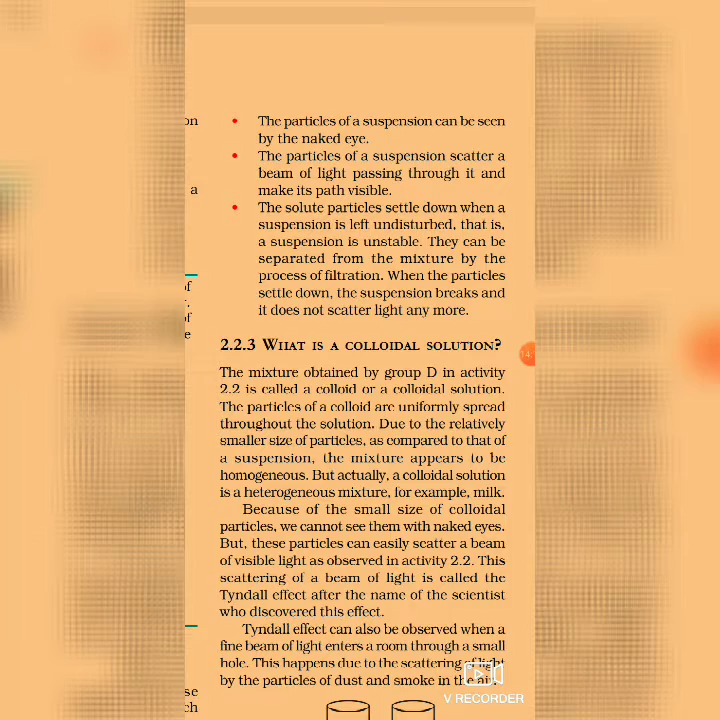 on
• The particles of a suspension can be seen
by the naked eye.
• The particles of a suspension scatter a
beam of light passing through it and
a
make its path visible.
• The solute particles settle down when a
suspension is left undisturbed, that is,
a suspension is unstable. They can be
separated from the mixture by the
process of filtration. When the particles
of
settle down, the suspension breaks and
r.
it does not scatter light any more.
of
e
2.2.3 WHAT IS A COLLOIDAL SOLUTION?
14:
The mixture obtained by group D in activity
2.2 is called a colloid or a colloidal solution.
The particles of a colloid are uniformly spread
throughout the solution. Due to the relatively
smaller size of particles, as compared to that of
a suspension, the mixture appears to be
homogeneous. But actually, a colloidal solution
is a heterogeneous mixture, for example, milk.
Because of the small size of colloidal
particles, we cannot see them with naked eyes.
But, these particles can easily scatter a beam
of visible light as observed in activity 2.2. This
scattering of a beam of light is called the
Tyndall effect after the name of the scientist
who discovered this effect.
Tyndall effect can also be observed when a
fine beam of light enters a room through a small
hole. This happens due to the scattering of light
by the particles of dust and smoke in the air.
se
ch
V RECORDER